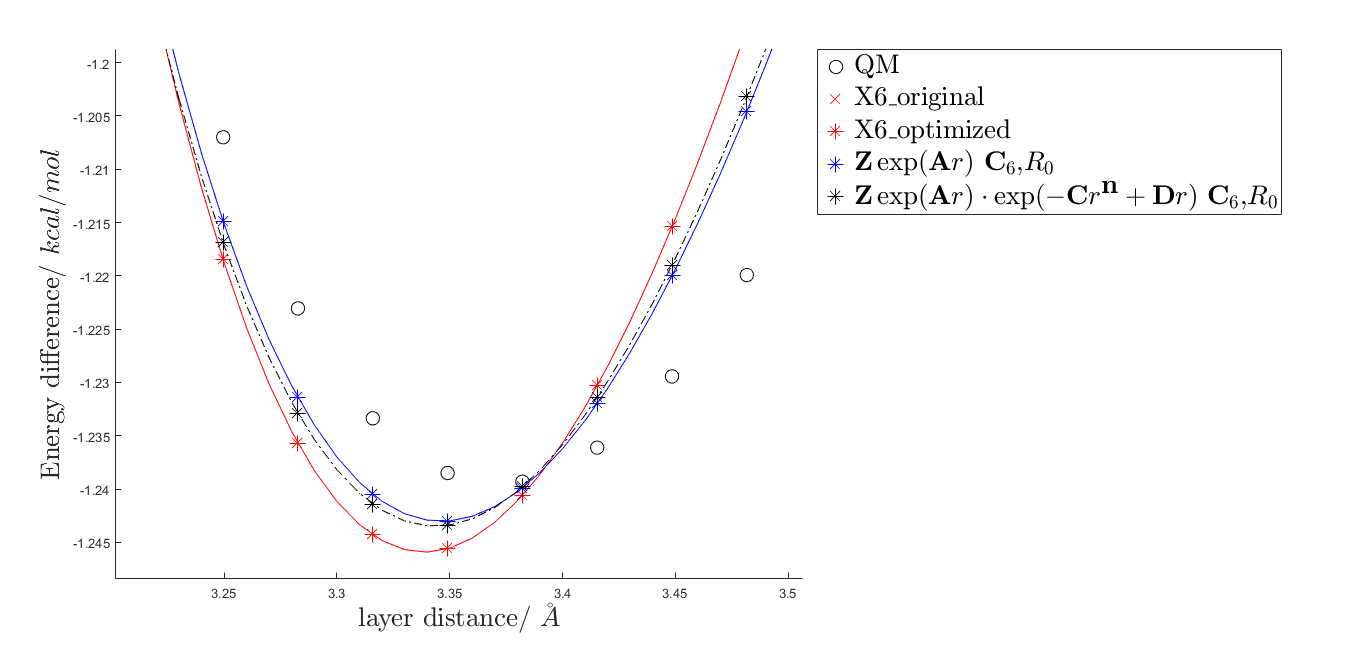 -1.2
-1.205
-1.21
-1.215
-1.22
-1.225
-1.23
-1.235
-1.24
-1.245
Energy difference/ kcal/mol
3.25 3.3 3.35 3.4 3.45 3.5
layer distance/ Å
QM
X6_original
X6_optimized
Z exp(Ar) C₆,R₀
Z exp(Ar) · exp(−Crⁿ + Dr) C₆,R₀